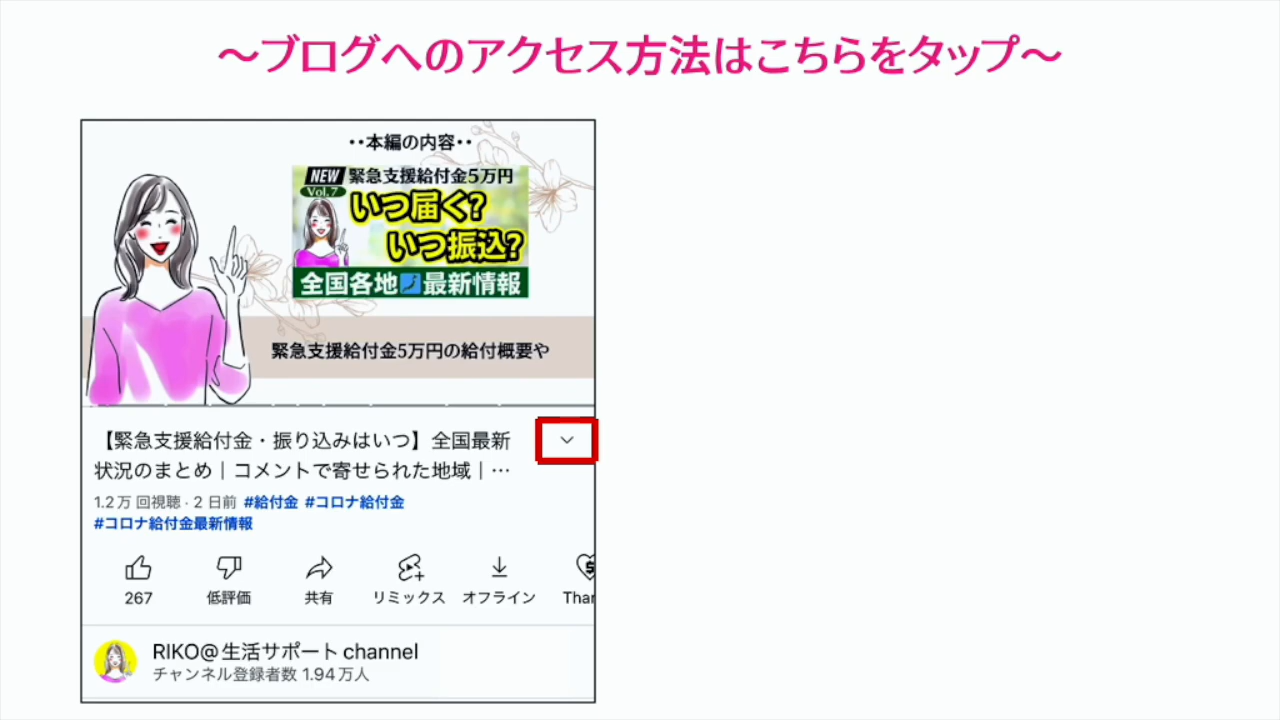 ～ブログへのアクセス方法はこちらをタップ～
・・本編の内容・・
NEW 緊急支援給付金5万円
Vol.7
いつ届く?
いつ振込?
全国各地🗾最新情報
緊急支援給付金5万円の給付概要や
【緊急支援給付金・振り込みはいつ】全国最新
状況のまとめ｜コメントで寄せられた地域｜…
1.2万 回視聴・2 日前 #給付金 #コロナ給付金
#コロナ給付金最新情報
267 低評価 共有 リミックス オフライン Than
RIKO@生活サポート channel
チャンネル登録者数 1.94万人